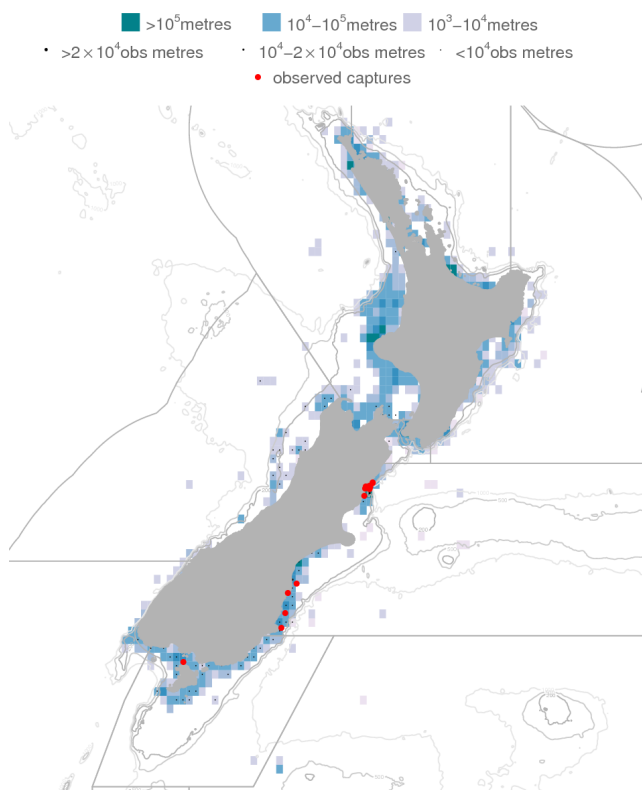 >10⁵metres 10⁴–10⁵metres 10³–10⁴metres
>2×10⁴obs metres 10⁴–2×10⁴obs metres <10⁴obs metres
observed captures